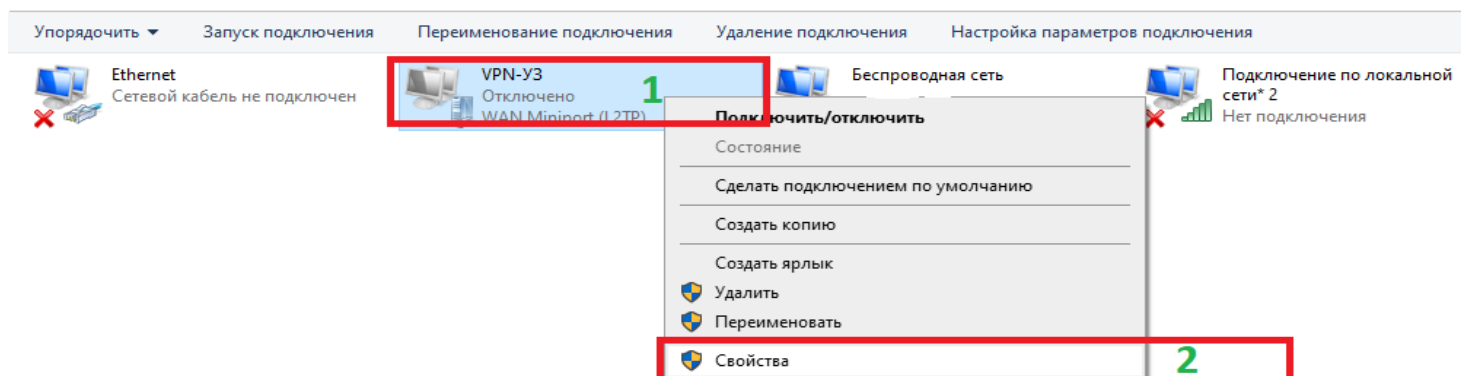 Упорядочить Запуск подключения Переименование подключения Удаление подключения Настройка параметров подключения
Ethernet
Сетевой кабель не подключен
VPN-УЗ
Отключено
WAN Miniport (L2TP)
1
Беспроводная сеть
Подключение по локальной
сети* 2
Нет подключения
Подключить/отключить
Состояние
Сделать подключением по умолчанию
Создать копию
Создать ярлык
Удалить
Переименовать
Свойства
2